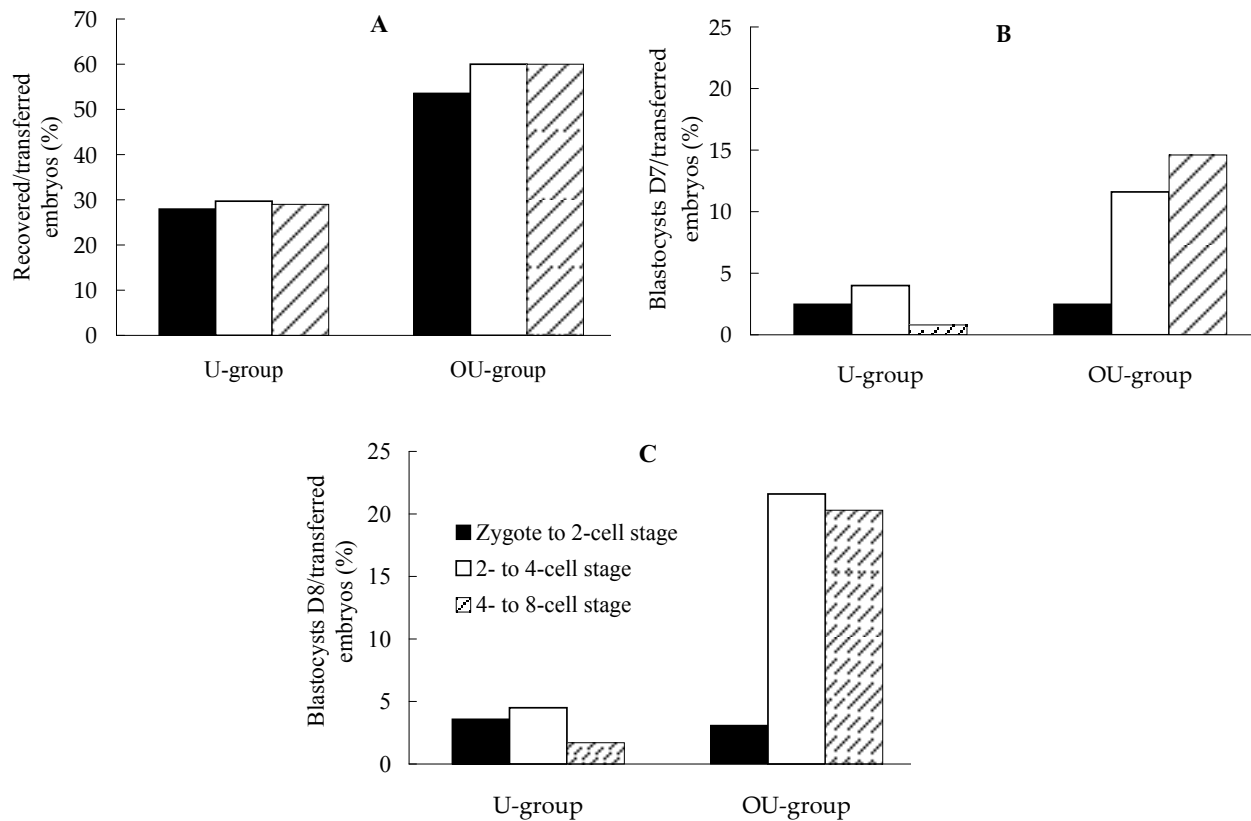 A
Recovered/transferred
embryos (%)
70
60
50
40
30
20
10
0
U-group
OU-group
B
Blastocysts D7/transferred
embryos (%)
25
20
15
10
5
0
U-group
OU-group
C
Blastocysts D8/transferred
embryos (%)
25
20
15
10
5
0
Zygote to 2-cell stage
2- to 4-cell stage
4- to 8-cell stage
U-group
OU-group